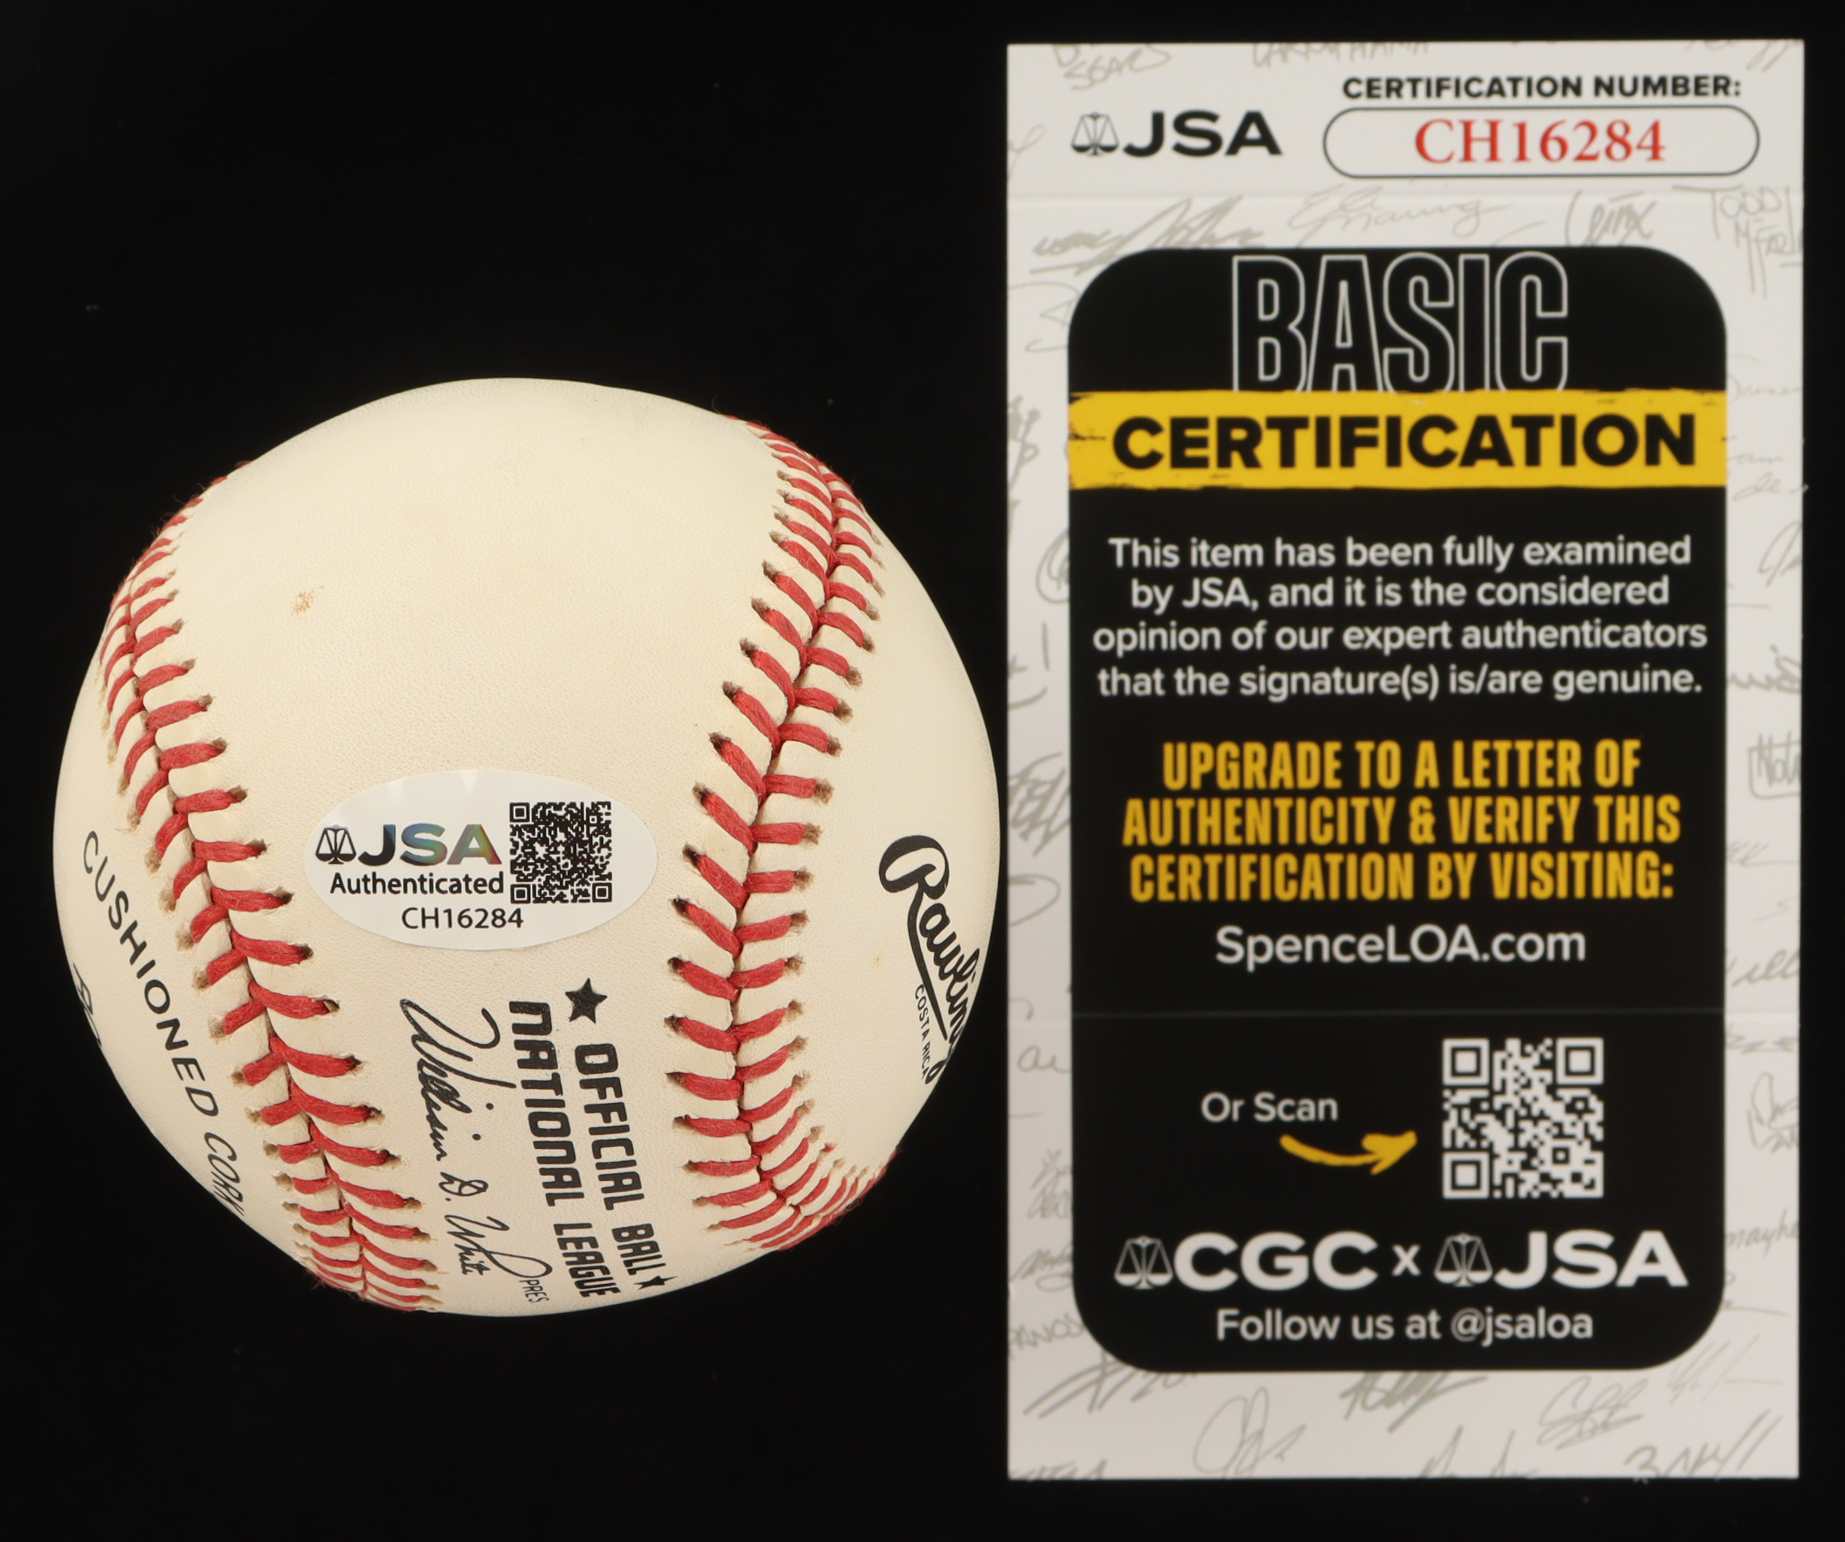 JSA
CERTIFICATION NUMBER:
CH16284
BASIC
CERTIFICATION
This item has been fully examined
by JSA, and it is the considered
opinion of our expert authenticators
that the signature(s) is/are genuine.
UPGRADE TO A LETTER OF
AUTHENTICITY & VERIFY THIS
CERTIFICATION BY VISITING:
SpenceLOA.com
Or Scan
CGC x JSA
Follow us at @jsaloa
JSA
Authenticated
CH16284
★ OFFICIAL BALL ★
NATIONAL LEAGUE
William D. White PRES
CUSHIONED CORK
Rawlings
COSTA RICA